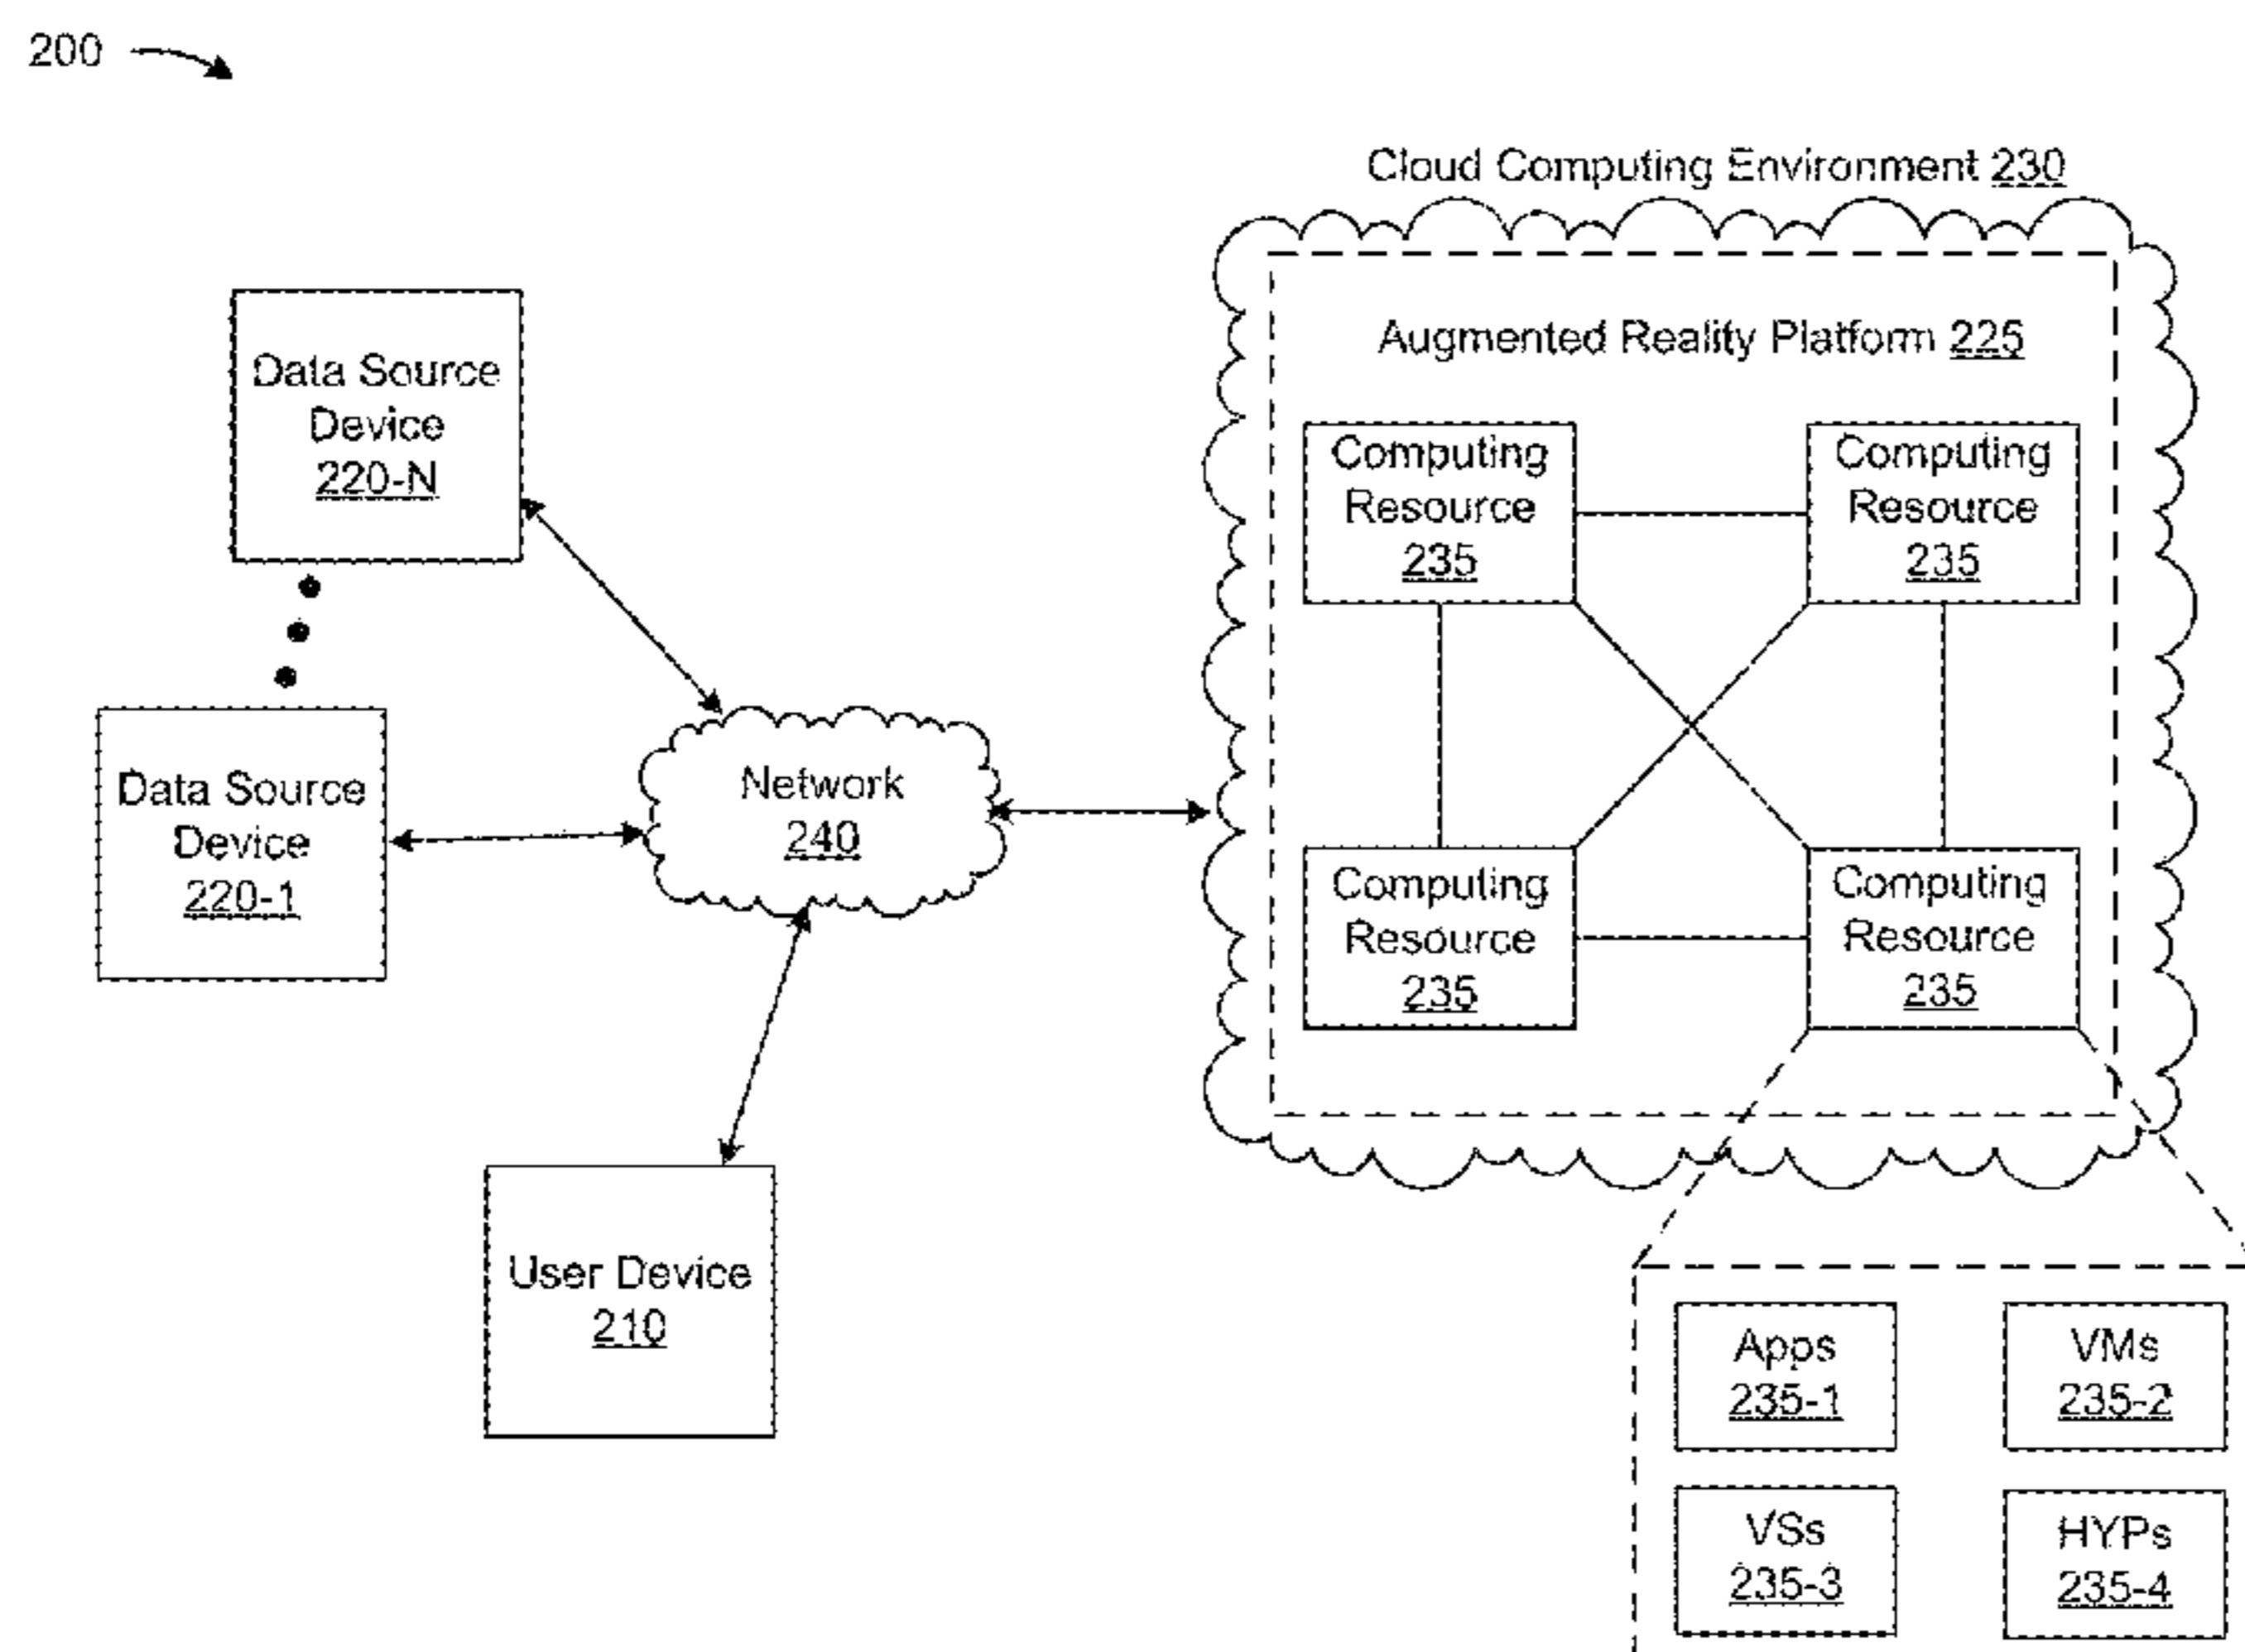 200
Cloud Computing Environment 230
Augmented Reality Platform 225
Data Source
Device
220-N
Computing
Resource
235
Computing
Resource
235
Data Source
Device
220-1
Network
240
Computing
Resource
235
Computing
Resource
235
User Device
210
Apps
235-1
VMs
235-2
VSs
235-3
HYPs
235-4